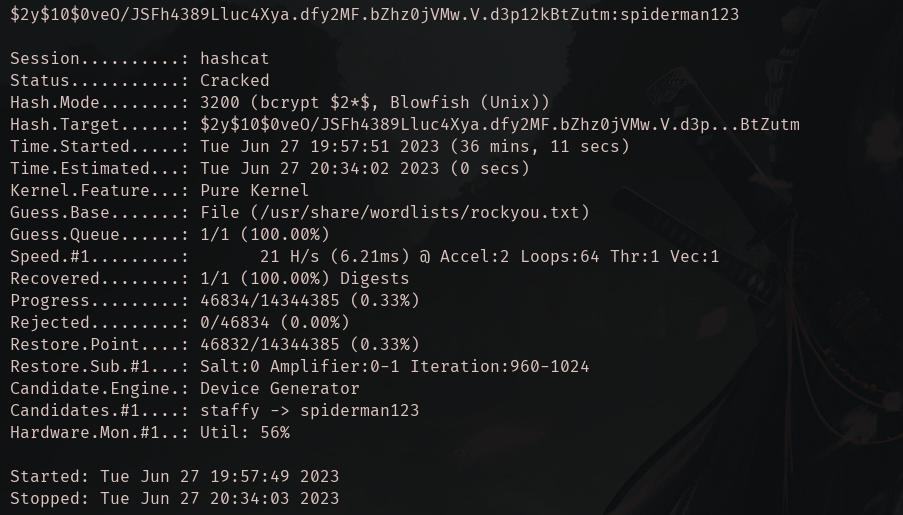 $2y$10$0veO/JSFh4389Lluc4Xya.dfy2MF.bZhz0jVMw.V.d3p12kBtZutm:spiderman123

Session..........: hashcat
Status...........: Cracked
Hash.Mode........: 3200 (bcrypt $2*$, Blowfish (Unix))
Hash.Target......: $2y$10$0veO/JSFh4389Lluc4Xya.dfy2MF.bZhz0jVMw.V.d3p...BtZutm
Time.Started.....: Tue Jun 27 19:57:51 2023 (36 mins, 11 secs)
Time.Estimated...: Tue Jun 27 20:34:02 2023 (0 secs)
Kernel.Feature...: Pure Kernel
Guess.Base.......: File (/usr/share/wordlists/rockyou.txt)
Guess.Queue......: 1/1 (100.00%)
Speed.#1.........:       21 H/s (6.21ms) @ Accel:2 Loops:64 Thr:1 Vec:1
Recovered........: 1/1 (100.00%) Digests
Progress.........: 46834/14344385 (0.33%)
Rejected.........: 0/46834 (0.00%)
Restore.Point....: 46832/14344385 (0.33%)
Restore.Sub.#1...: Salt:0 Amplifier:0-1 Iteration:960-1024
Candidate.Engine.: Device Generator
Candidates.#1....: staffy -> spiderman123
Hardware.Mon.#1..: Util: 56%

Started: Tue Jun 27 19:57:49 2023
Stopped: Tue Jun 27 20:34:03 2023